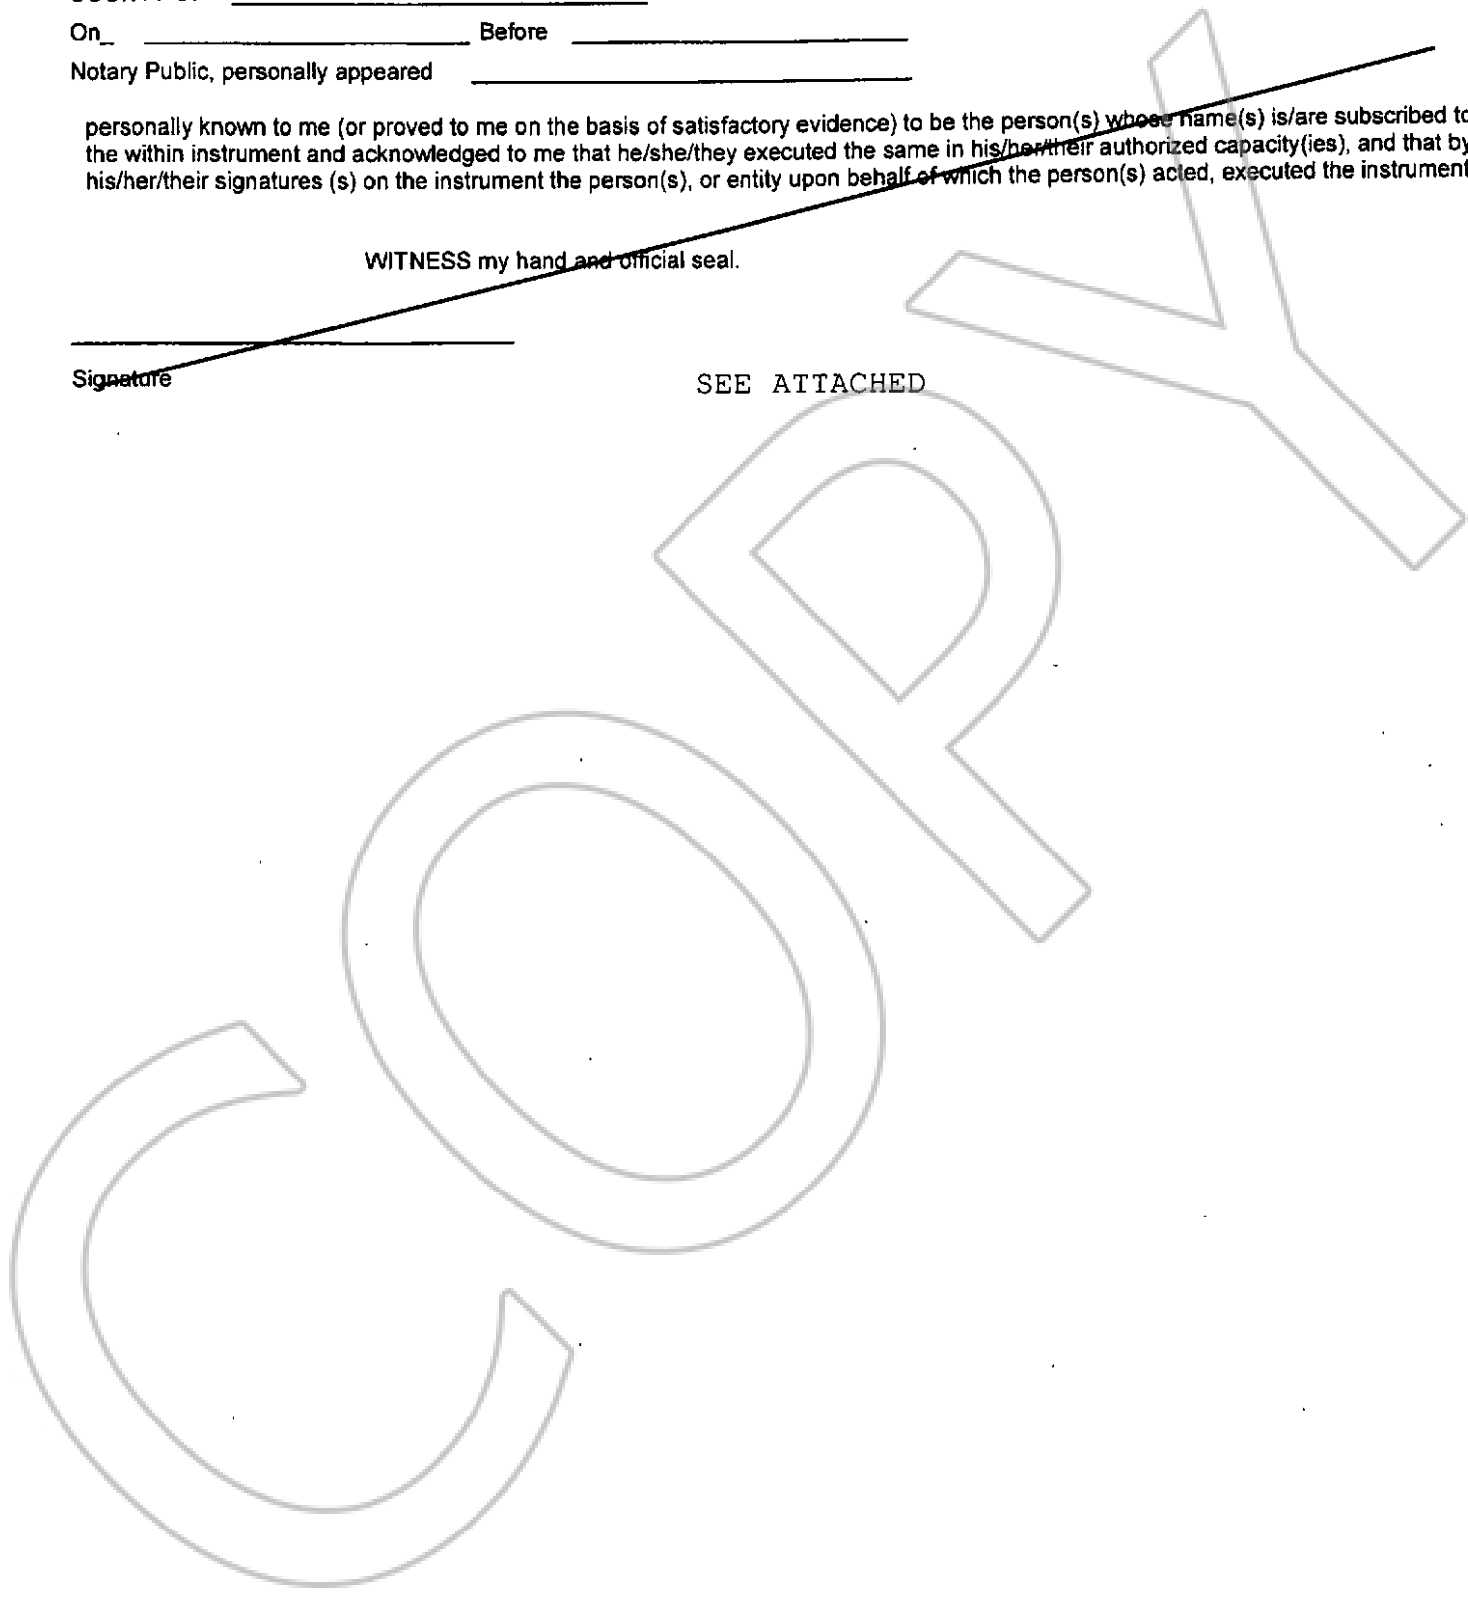 On_ Before
Notary Public, personally appeared
personally known to me (or proved to me on the basis of satisfactory evidence) to be the person(s) whose name(s) is/are subscribed to
the within instrument and acknowledged to me that he/she/they executed the same in his/her/their authorized capacity(ies), and that by
his/her/their signatures (s) on the instrument the person(s), or entity upon behalf of which the person(s) acted, executed the instrument
WITNESS my hand and official seal.
Signature
SEE ATTACHED
COPY